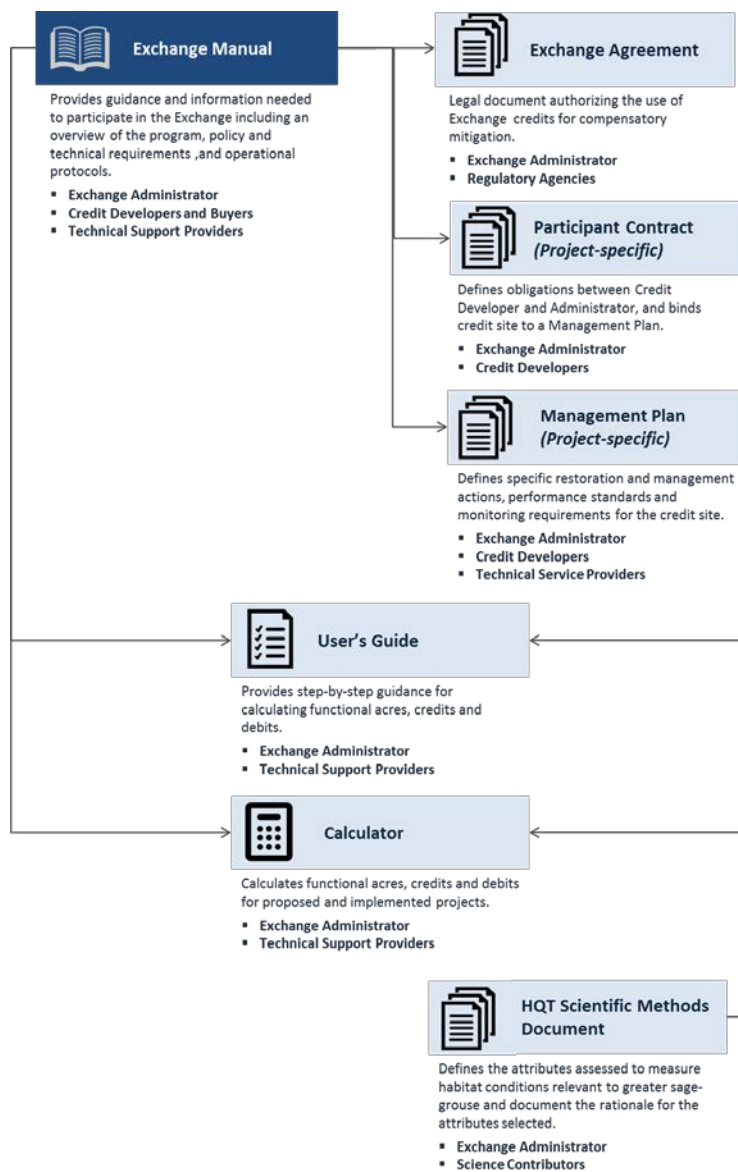 Exchange Manual
Provides guidance and information needed
to participate in the Exchange including an
overview of the program, policy and
technical requirements ,and operational
protocols.
▪ Exchange Administrator
▪ Credit Developers and Buyers
▪ Technical Support Providers
Exchange Agreement
Legal document authorizing the use of
Exchange credits for compensatory
mitigation.
▪ Exchange Administrator
▪ Regulatory Agencies
Participant Contract
(Project-specific)
Defines obligations between Credit
Developer and Administrator, and binds
credit site to a Management Plan.
▪ Exchange Administrator
▪ Credit Developers
Management Plan
(Project-specific)
Defines specific restoration and management
actions, performance standards and
monitoring requirements for the credit site.
▪ Exchange Administrator
▪ Credit Developers
▪ Technical Service Providers
User's Guide
Provides step-by-step guidance for
calculating functional acres, credits and
debits.
▪ Exchange Administrator
▪ Technical Support Providers
Calculator
Calculates functional acres, credits and debits
for proposed and implemented projects.
▪ Exchange Administrator
▪ Technical Support Providers
HQT Scientific Methods
Document
Defines the attributes assessed to measure
habitat conditions relevant to greater sage-
grouse and document the rationale for the
attributes selected.
▪ Exchange Administrator
▪ Science Contributors